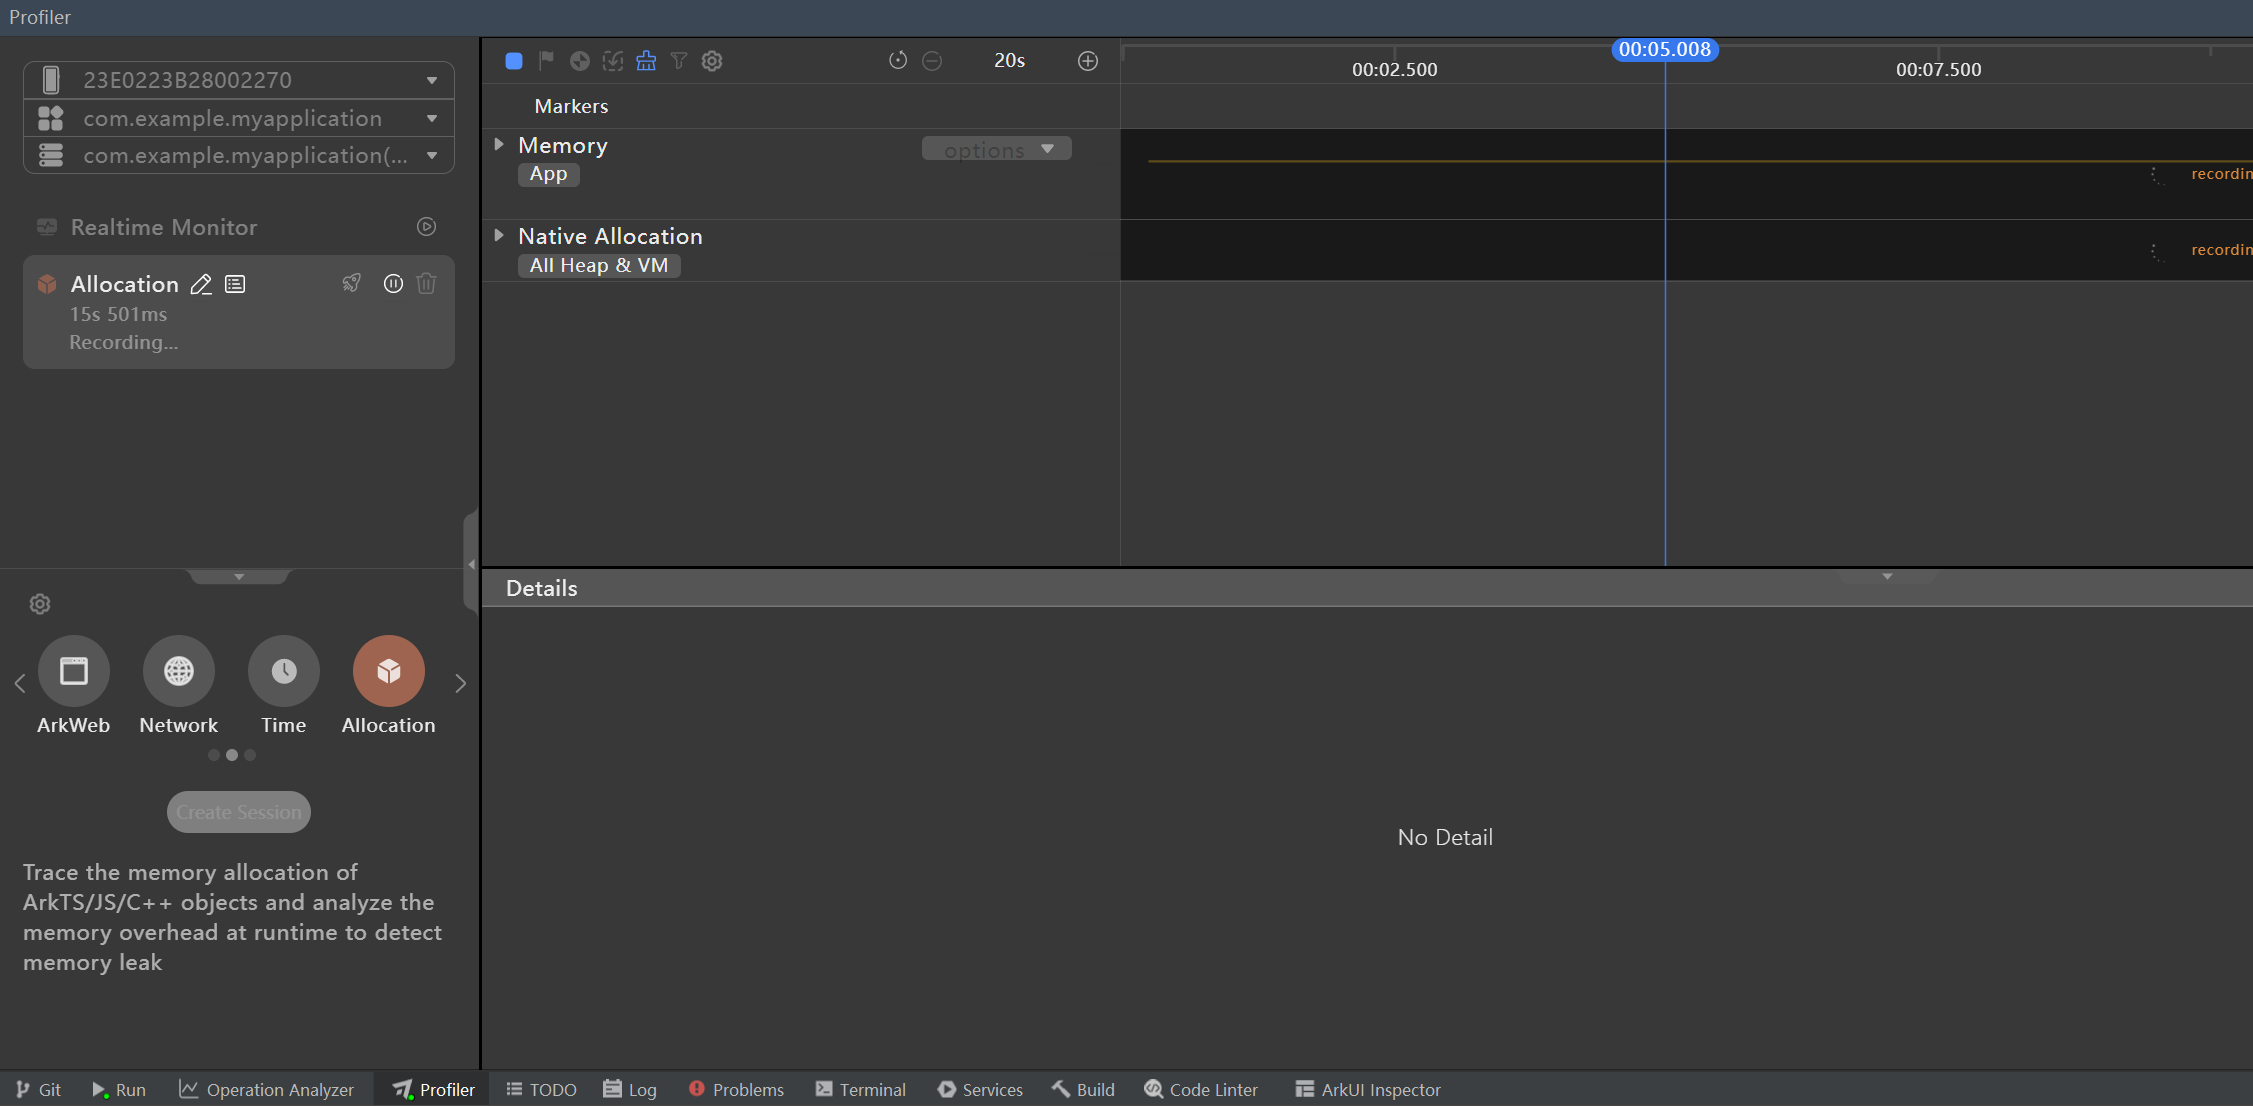 Profiler
23E0223B28002270
com.example.myapplication
com.example.myapplication(...
Realtime Monitor
Allocation
15s 501ms
Recording...
ArkWeb
Network
Time
Allocation
Create Session
Trace the memory allocation of
ArkTS/JS/C++ objects and analyze the
memory overhead at runtime to detect
memory leak
20s
00:02.500
00:05.008
00:07.500
Markers
Memory
options
App
recordin
Native Allocation
All Heap & VM
recordin
Details
No Detail
Git
Run
Operation Analyzer
Profiler
TODO
Log
Problems
Terminal
Services
Build
Code Linter
ArkUI Inspector